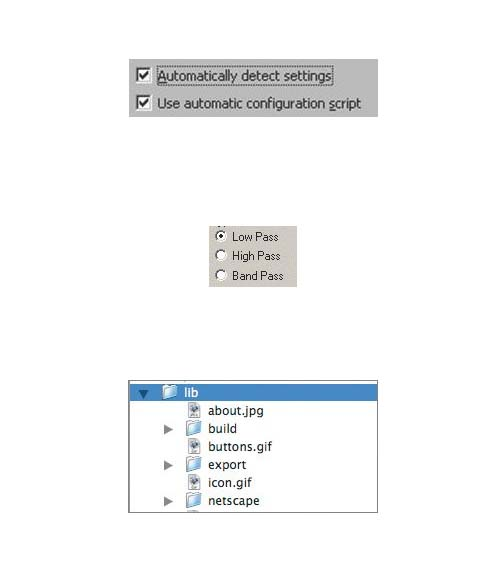 Automatically detect settings
Use automatic configuration script
Low Pass
High Pass
Band Pass
lib
about.jpg
build
buttons.gif
export
icon.gif
netscape